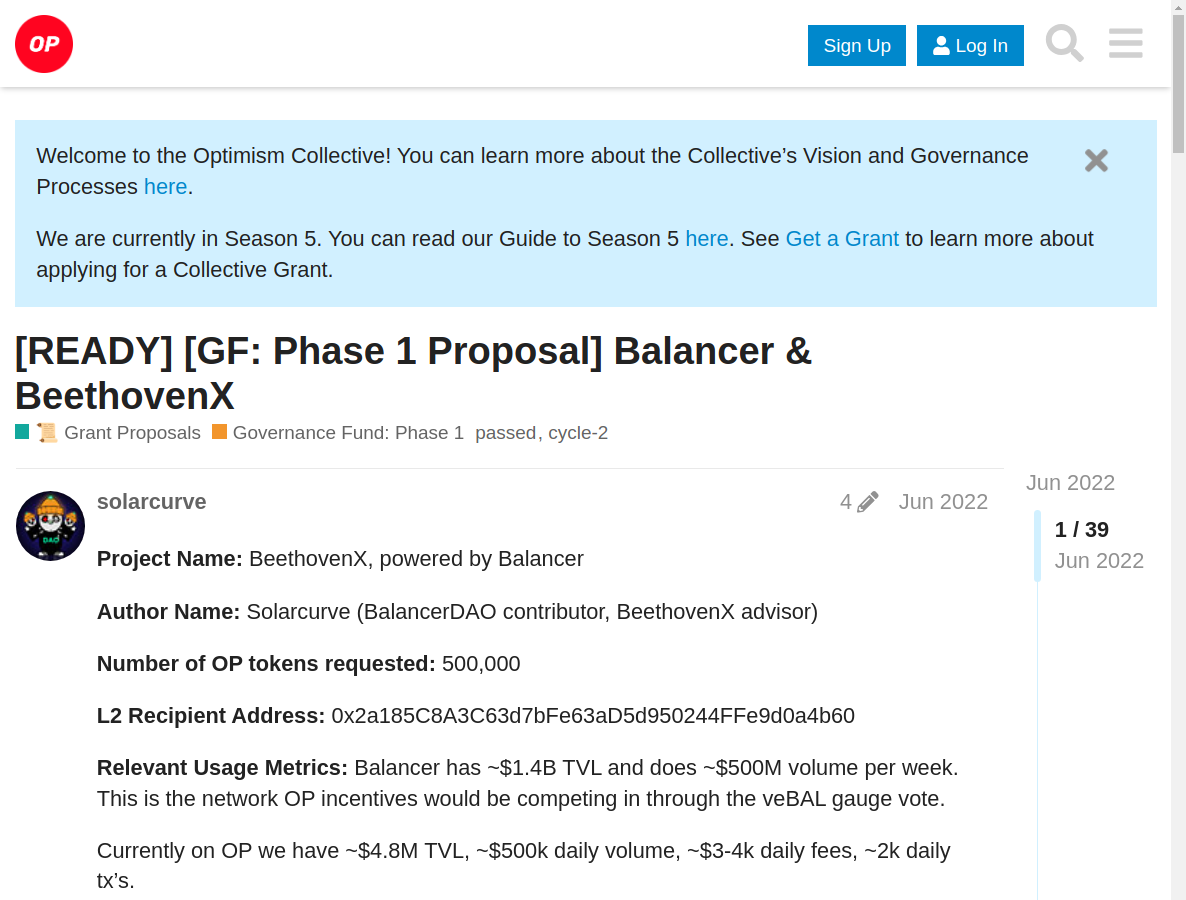 OP
Sign Up
Log In
Welcome to the Optimism Collective! You can learn more about the Collective’s Vision and Governance
Processes here.
We are currently in Season 5. You can read our Guide to Season 5 here. See Get a Grant to learn more about
applying for a Collective Grant.
[READY] [GF: Phase 1 Proposal] Balancer &
BeethovenX
Grant Proposals Governance Fund: Phase 1 passed, cycle-2
solarcurve 4 Jun 2022
DAO
Project Name: BeethovenX, powered by Balancer
Author Name: Solarcurve (BalancerDAO contributor, BeethovenX advisor)
Number of OP tokens requested: 500,000
L2 Recipient Address: 0x2a185C8A3C63d7bFe63aD5d950244FFe9d0a4b60
Relevant Usage Metrics: Balancer has ~$1.4B TVL and does ~$500M volume per week.
This is the network OP incentives would be competing in through the veBAL gauge vote.
Currently on OP we have ~$4.8M TVL, ~$500k daily volume, ~$3-4k daily fees, ~2k daily
tx’s.
Jun 2022
1 / 39
Jun 2022